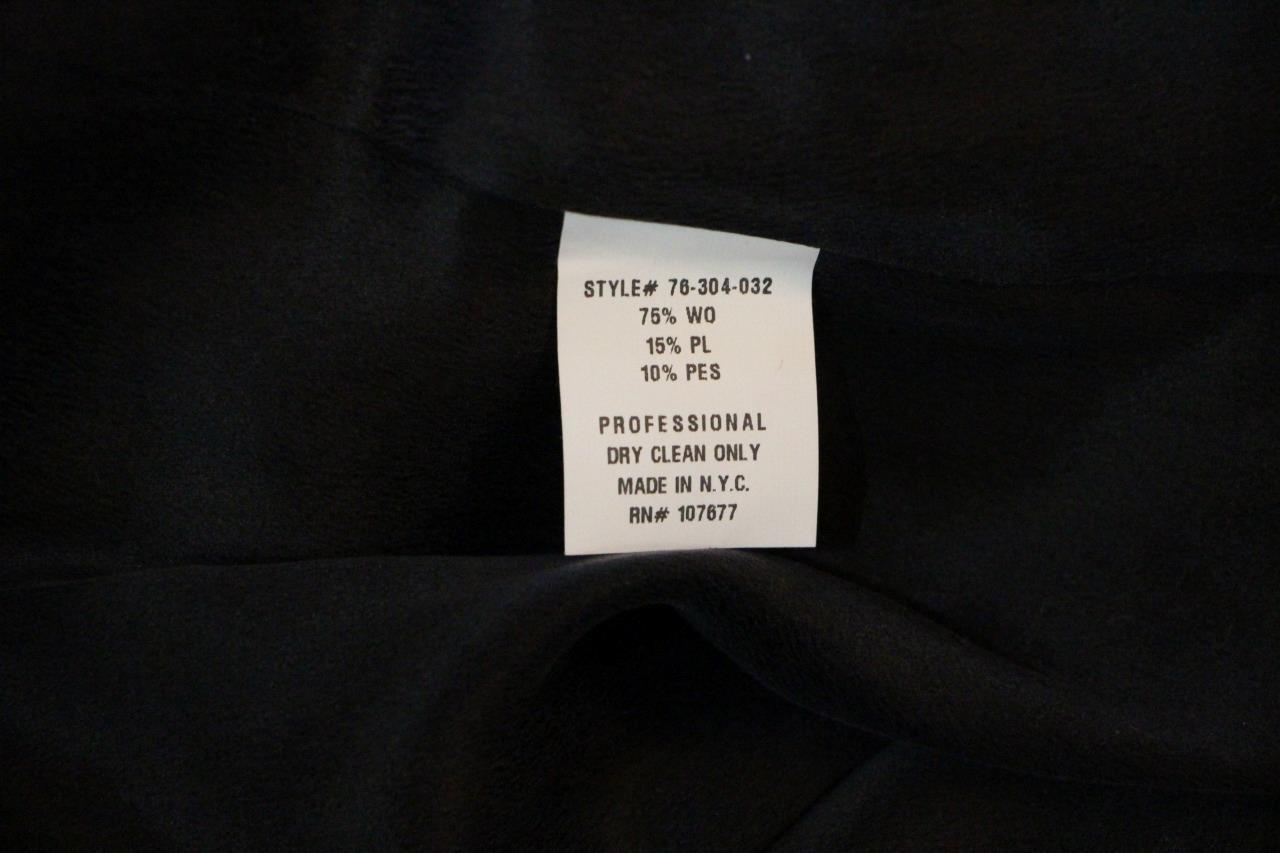 STYLE# 76-304-032
75% WO
15% PL
10% PES
PROFESSIONAL
DRY CLEAN ONLY
MADE IN N.Y.C.
RN# 107677